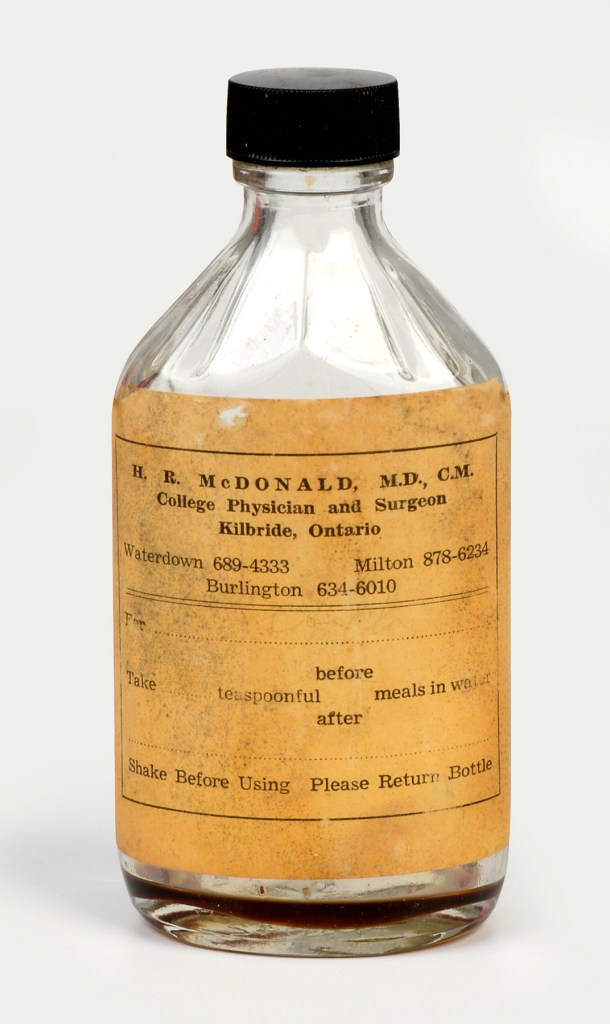 H. R. McDONALD, M.D., C.M.
College Physician and Surgeon
Kilbride, Ontario
Waterdown 689-4333 Milton 878-6234
Burlington 634-6010
For
before
Take teaspoonful meals in water
after
Shake Before Using Please Return Bottle